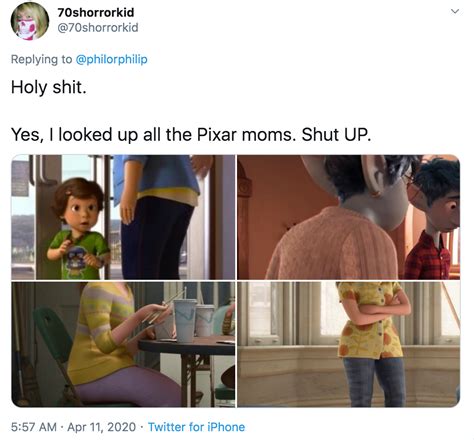 70shorrorkid
@70shorrorkid
Replying to @philorphilip
Holy shit.
Yes, I looked up all the Pixar moms. Shut UP.
5:57 AM · Apr 11, 2020 · Twitter for iPhone